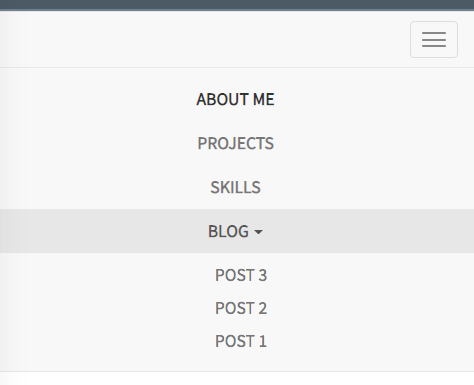 ABOUT ME
PROJECTS
SKILLS
BLOG
POST 3
POST 2
POST 1